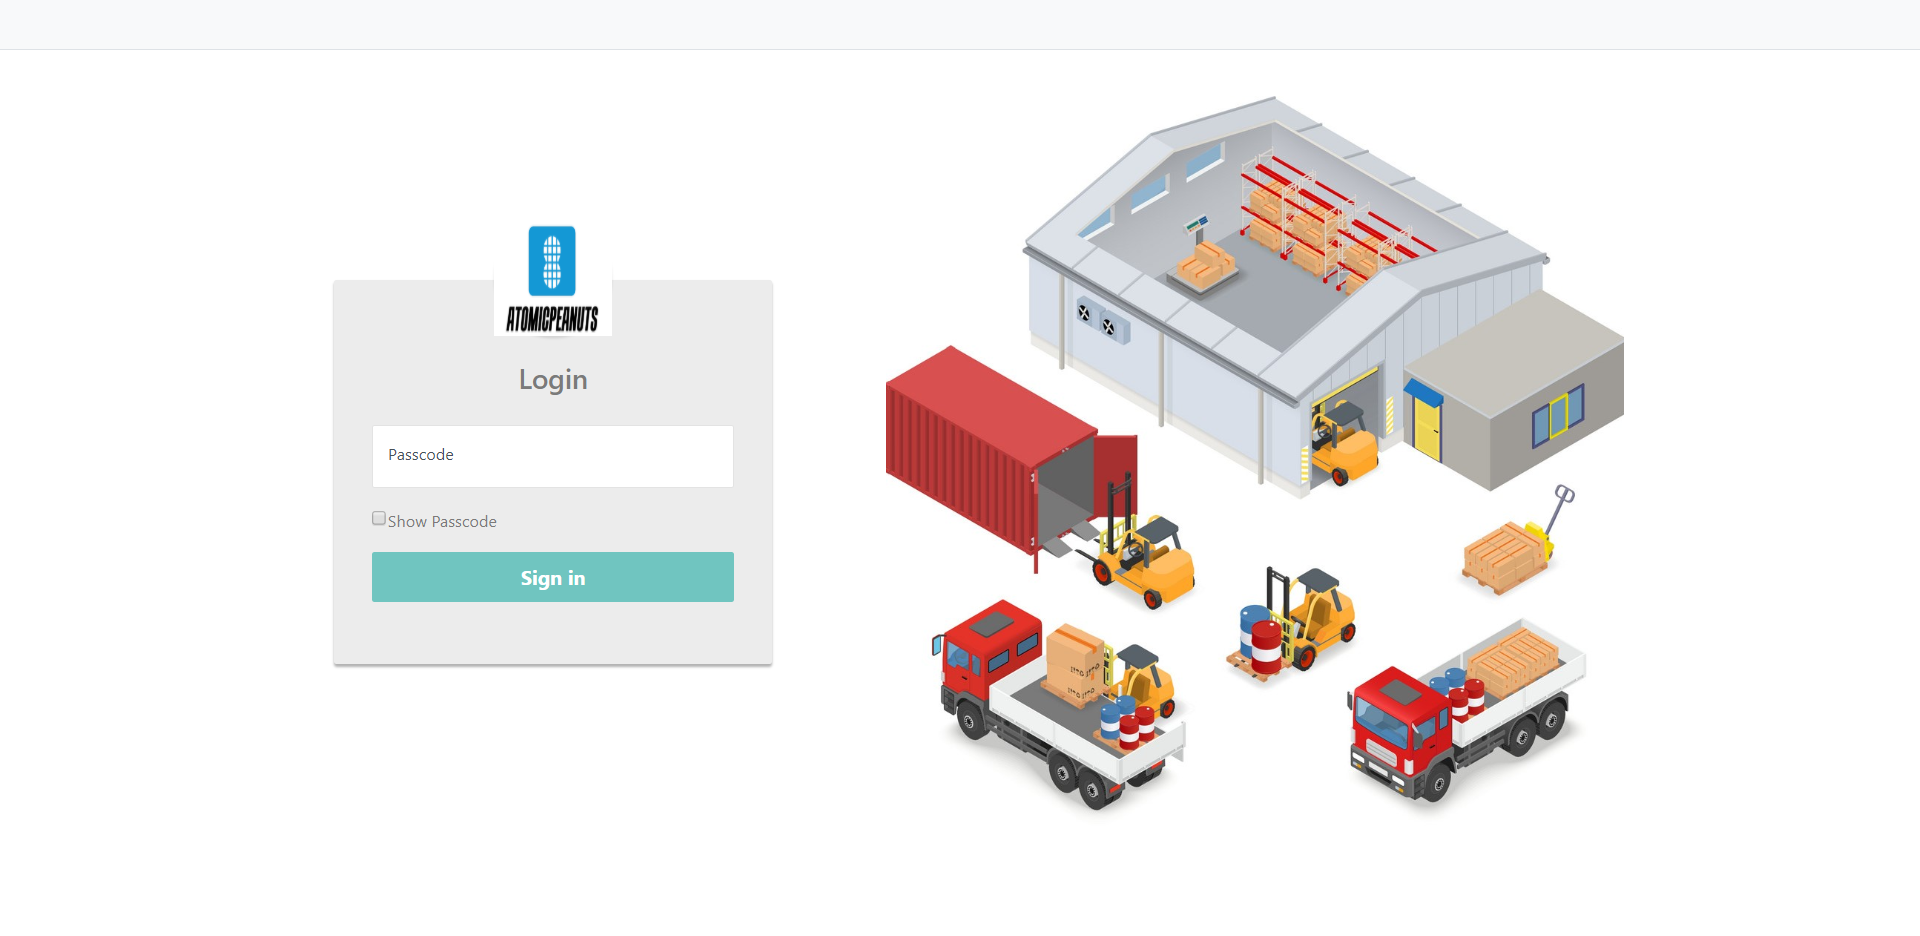 ATOMICPEANUTS
Login
Passcode
Show Passcode
Sign in